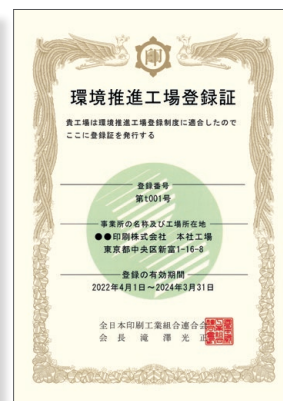 印
環境推進工場登録証
貴工場は環境推進工場登録制度に適合したので
ここに登録証を発行する
登録番号
第t001号
事業所の名称及び工場所在地
●●印刷株式会社 本社工場
東京都中央区新富1-16-8
登録の有効期間
2022年4月1日～2024年3月31日
全日本印刷工業組合連合会
会長 滝澤光正